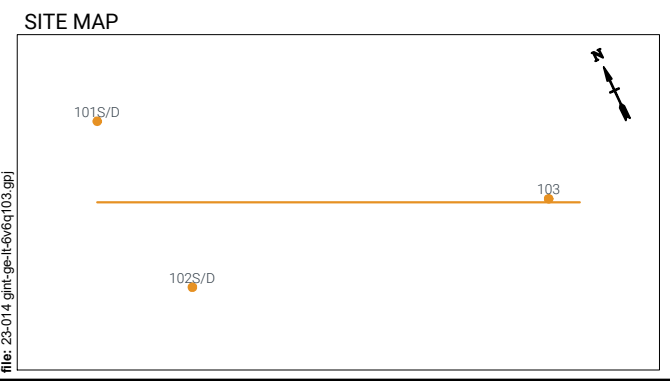 SITE MAP
N
101S/D
103
102S/D
file: 23-014 gint-ge-lt-6v6q103.gpj